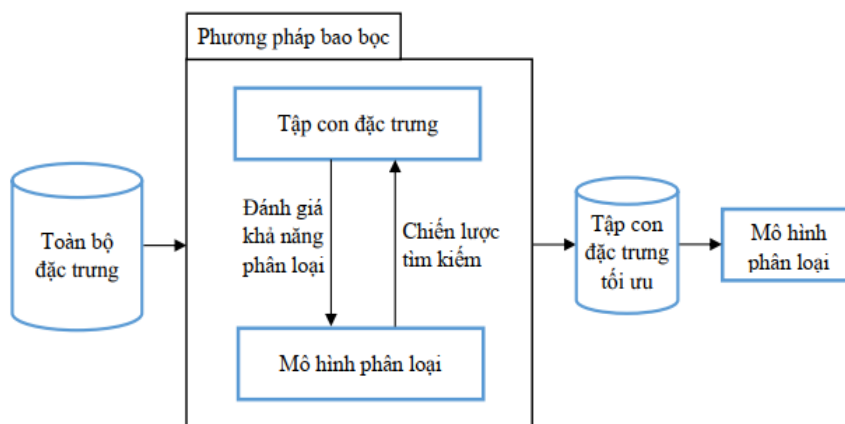 Phương pháp bao bọc
Tập con đặc trưng
Đánh giá
khả năng
phân loại
Chiến lược
tìm kiếm
Mô hình phân loại
Toàn bộ
đặc trưng
Tập con
đặc trưng
tối ưu
Mô hình
phân loại